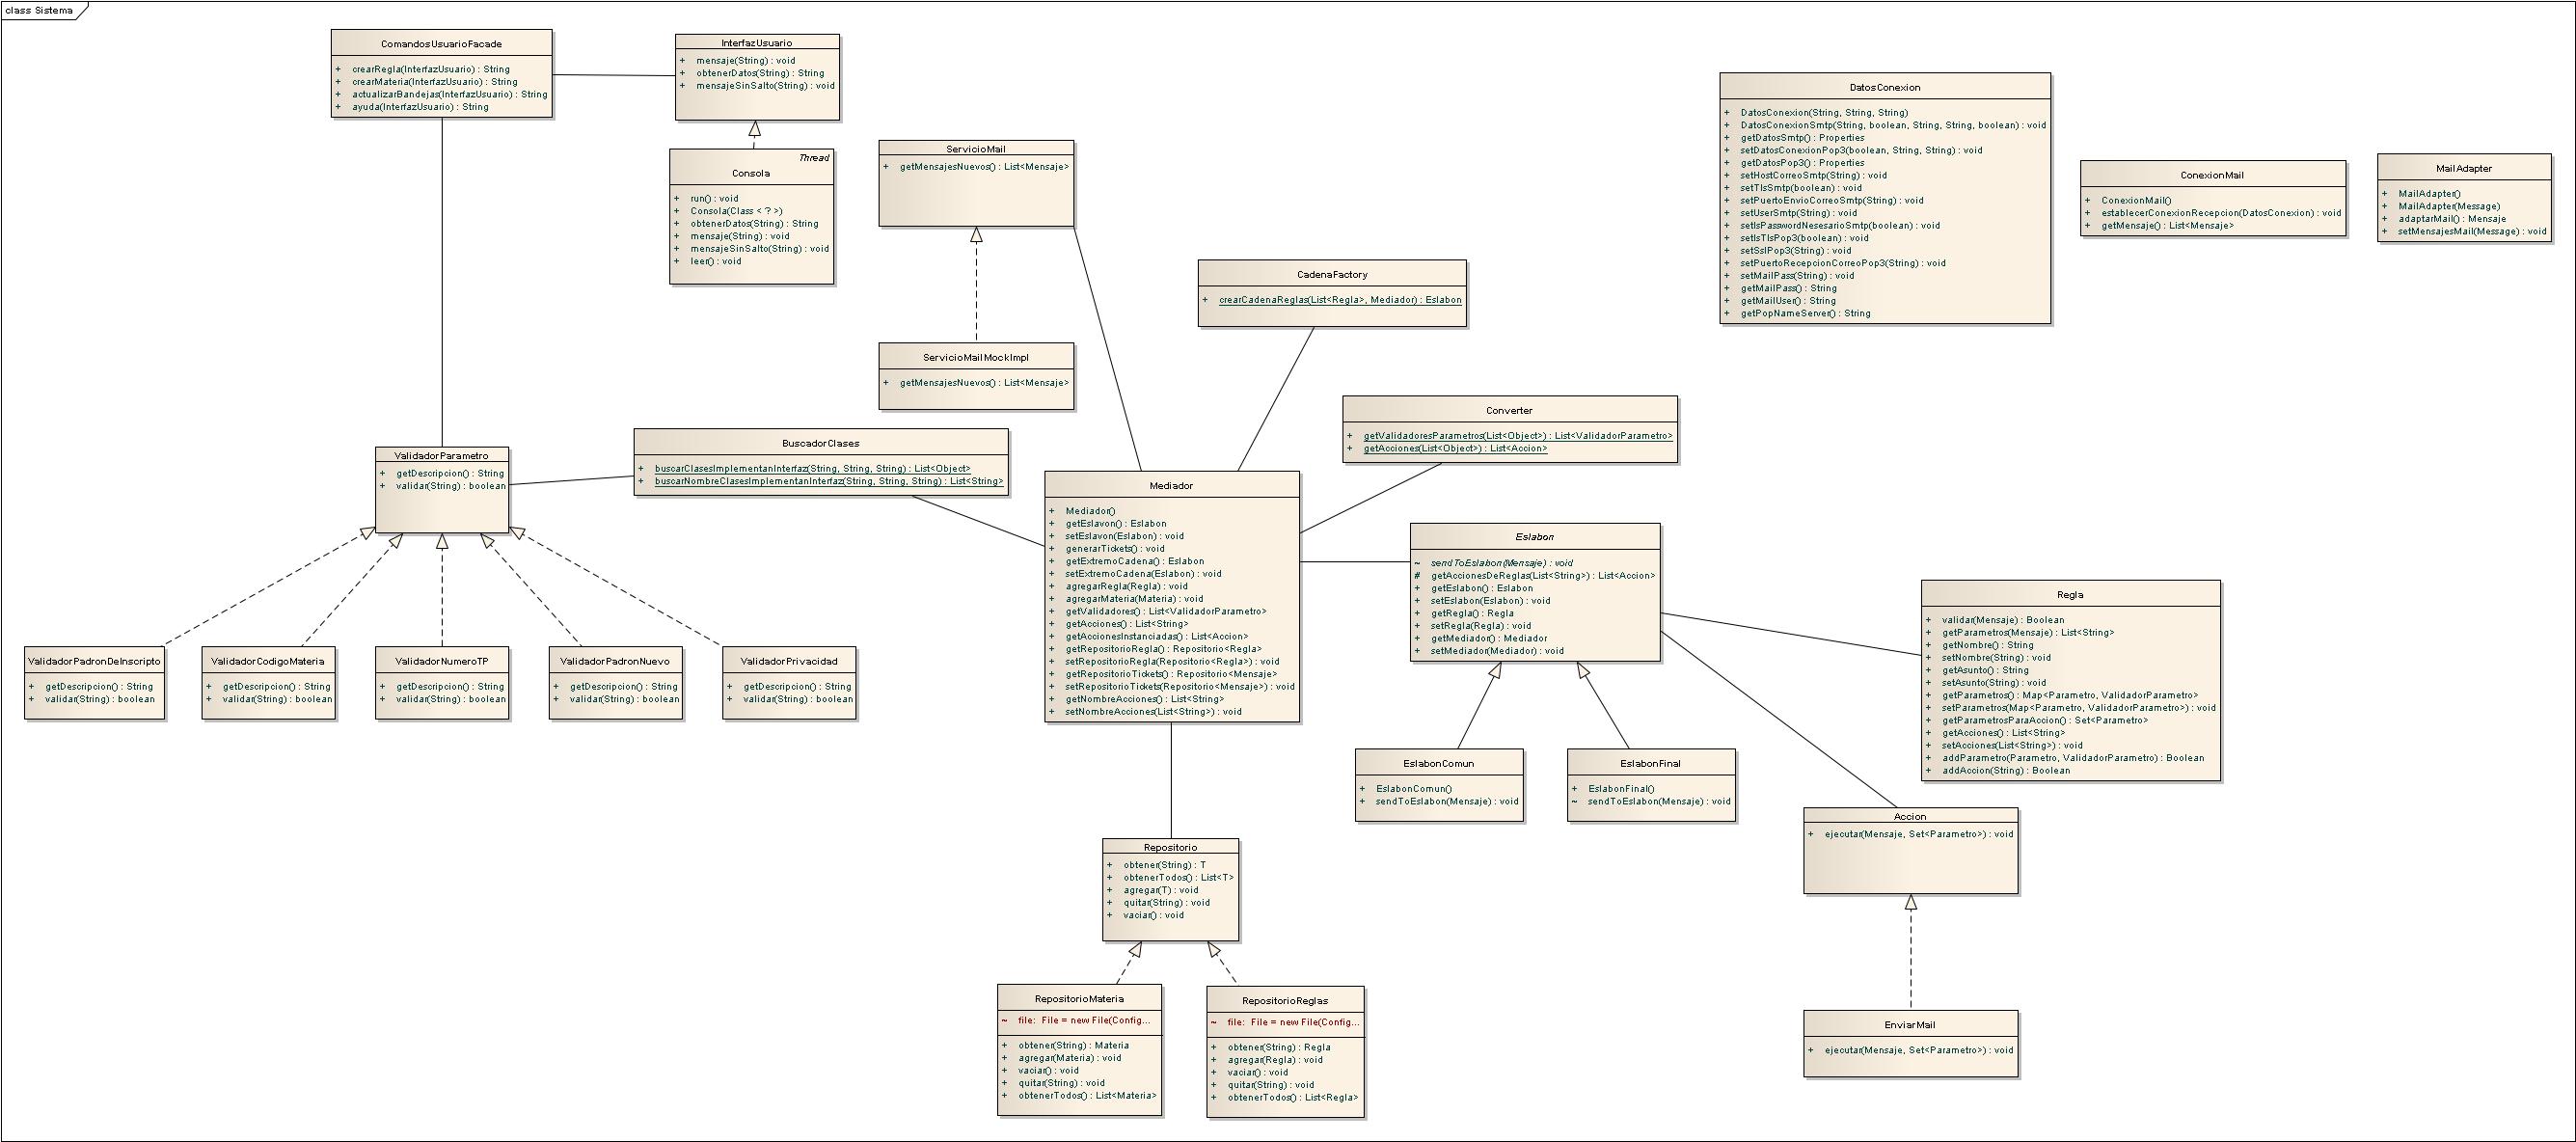 class Sistema
ComandosUsuarioFacade
+ crearRegla(InterfazUsuario) : String
+ crearMateria(InterfazUsuario) : String
+ actualizarBandejas(InterfazUsuario) : String
+ ayuda(InterfazUsuario) : String
InterfazUsuario
+ mensaje(String) : void
+ obtenerDatos(String) : String
+ mensajeSinSalto(String) : void
Thread
Consola
+ run() : void
+ Consola(Class < ? >)
+ obtenerDatos(String) : String
+ mensaje(String) : void
+ mensajeSinSalto(String) : void
+ leer() : void
ServicioMail
+ getMensajesNuevos() : List<Mensaje>
ServicioMailMockImpl
+ getMensajesNuevos() : List<Mensaje>
CadenaFactory
+ crearCadenaReglas(List<Regla>, Mediador) : Eslabon
DatosConexion
+ DatosConexion(String, String, String)
+ DatosConexionSmtp(String, boolean, String, String, boolean) : void
+ getDatosSmtp() : Properties
+ setDatosConexionPop3(boolean, String, String) : void
+ getDatosPop3() : Properties
+ setHostCorreoSmtp(String) : void
+ setTlsSmtp(boolean) : void
+ setPuertoEnvioCorreoSmtp(String) : void
+ setUserSmtp(String) : void
+ setIsPasswordNesesarioSmtp(boolean) : void
+ setIsTlsPop3(boolean) : void
+ setSslPop3(String) : void
+ setPuertoRecepcionCorreoPop3(String) : void
+ setMailPass(String) : void
+ getMailPass() : String
+ getMailUser() : String
+ getPopNameServer() : String
ConexionMail
+ ConexionMail()
+ establecerConexionRecepcion(DatosConexion) : void
+ getMensaje() : List<Mensaje>
MailAdapter
+ MailAdapter()
+ MailAdapter(Message)
+ adaptarMail() : Mensaje
+ setMensajesMail(Message) : void
Converter
+ getValidadoresParametros(List<Object>) : List<ValidadorParametro>
+ getAcciones(List<Object>) : List<Accion>
BuscadorClases
+ buscarClasesImplementanInterfaz(String, String, String) : List<Object>
+ buscarNombreClasesImplementanInterfaz(String, String, String) : List<String>
ValidadorParametro
+ getDescripcion() : String
+ validar(String) : boolean
Mediador
+ Mediador()
+ getEslavon() : Eslabon
+ setEslavon(Eslabon) : void
+ generarTickets() : void
+ getExtremoCadena() : Eslabon
+ setExtremoCadena(Eslabon) : void
+ agregarRegla(Regla) : void
+ agregarMateria(Materia) : void
+ getValidadores() : List<ValidadorParametro>
+ getAcciones() : List<String>
+ getAccionesInstanciadas() : List<Accion>
+ getRepositorioRegla() : Repositorio<Regla>
+ setRepositorioRegla(Repositorio<Regla>) : void
+ getRepositorioTickets() : Repositorio<Mensaje>
+ setRepositorioTickets(Repositorio<Mensaje>) : void
+ getNombreAcciones() : List<String>
+ setNombreAcciones(List<String>) : void
Eslabon
~ sendToEslabon(Mensaje) : void
# getAccionesDeReglas(List<String>) : List<Accion>
+ getEslabon() : Eslabon
+ setEslabon(Eslabon) : void
+ getRegla() : Regla
+ setRegla(Regla) : void
+ getMediador() : Mediador
+ setMediador(Mediador) : void
Regla
+ validar(Mensaje) : Boolean
+ getParametros(Mensaje) : List<String>
+ getNombre() : String
+ setNombre(String) : void
+ getAsunto() : String
+ setAsunto(String) : void
+ getParametros() : Map<Parametro, ValidadorParametro>
+ setParametros(Map<Parametro, ValidadorParametro>) : void
+ getParametrosParaAccion() : Set<Parametro>
+ getAcciones() : List<String>
+ setAcciones(List<String>) : void
+ addParametro(Parametro, ValidadorParametro) : Boolean
+ addAccion(String) : Boolean
ValidadorPadronDeInscripto
+ getDescripcion() : String
+ validar(String) : boolean
ValidadorCodigoMateria
+ getDescripcion() : String
+ validar(String) : boolean
ValidadorNumeroTP
+ getDescripcion() : String
+ validar(String) : boolean
ValidadorPadronNuevo
+ getDescripcion() : String
+ validar(String) : boolean
ValidadorPrivacidad
+ getDescripcion() : String
+ validar(String) : boolean
EslabonComun
+ EslabonComun()
+ sendToEslabon(Mensaje) : void
EslabonFinal
+ EslabonFinal()
~ sendToEslabon(Mensaje) : void
Accion
+ ejecutar(Mensaje, Set<Parametro>) : void
Repositorio
+ obtener(String) : T
+ obtenerTodos() : List<T>
+ agregar(T) : void
+ quitar(String) : void
+ vaciar() : void
RepositorioMateria
~ file: File = new File(Config...
+ obtener(String) : Materia
+ agregar(Materia) : void
+ vaciar() : void
+ quitar(String) : void
+ obtenerTodos() : List<Materia>
RepositorioReglas
~ file: File = new File(Config...
+ obtener(String) : Regla
+ agregar(Regla) : void
+ vaciar() : void
+ quitar(String) : void
+ obtenerTodos() : List<Regla>
EnviarMail
+ ejecutar(Mensaje, Set<Parametro>) : void